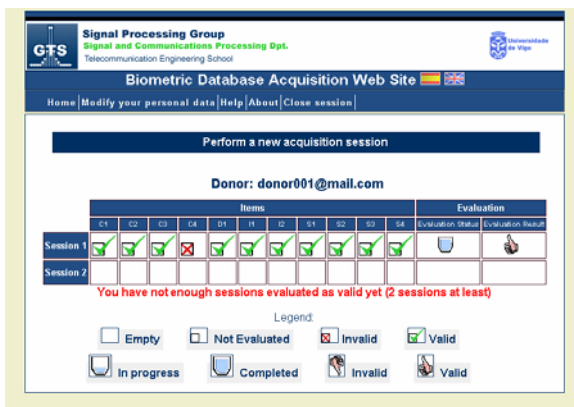 GTS
Signal Processing Group
Signal and Communications Processing Dpt.
Telecommunication Engineering School
Universidade
de Vigo
Biometric Database Acquisition Web Site
Home|Modify your personal data|Help|About|Close session|
Perform a new acquisition session
Donor: donor001@mail.com
Items Evaluation
C1 C2 C3 C4 D1 I1 I2 S1 S2 S3 S4 Evaluation Status Evaluation Result
Session 1
Session 2
You have not enough sessions evaluated as valid yet (2 sessions at least)
Legend:
Empty Not Evaluated Invalid Valid
In progress Completed Invalid Valid